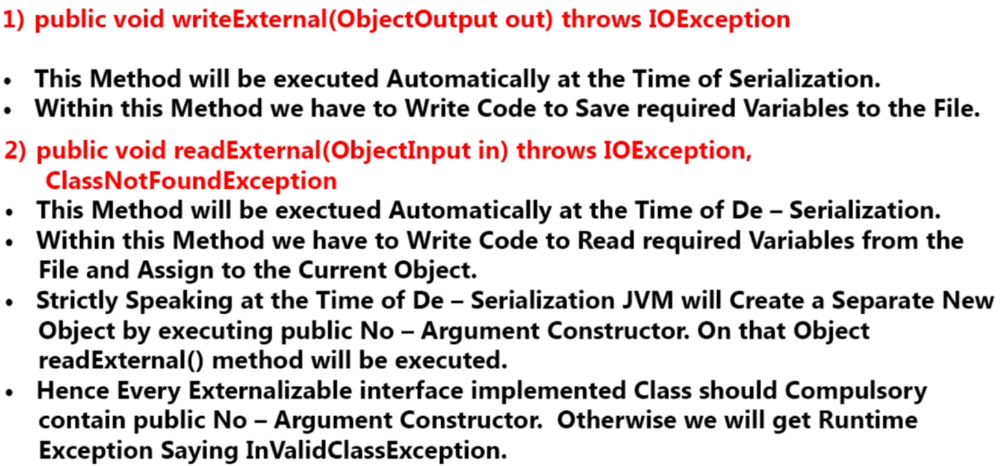 1) public void writeExternal(ObjectOutput out) throws IOException
• This Method will be executed Automatically at the Time of Serialization.
• Within this Method we have to Write Code to Save required Variables to the File.
2) public void readExternal(ObjectInput in) throws IOException,
ClassNotFoundException
• This Method will be exectued Automatically at the Time of De – Serialization.
• Within this Method we have to Write Code to Read required Variables from the
File and Assign to the Current Object.
• Strictly Speaking at the Time of De – Serialization JVM will Create a Separate New
Object by executing public No – Argument Constructor. On that Object
readExternal() method will be executed.
• Hence Every Externalizable interface implemented Class should Compulsory
contain public No – Argument Constructor.  Otherwise we will get Runtime
Exception Saying InValidClassException.